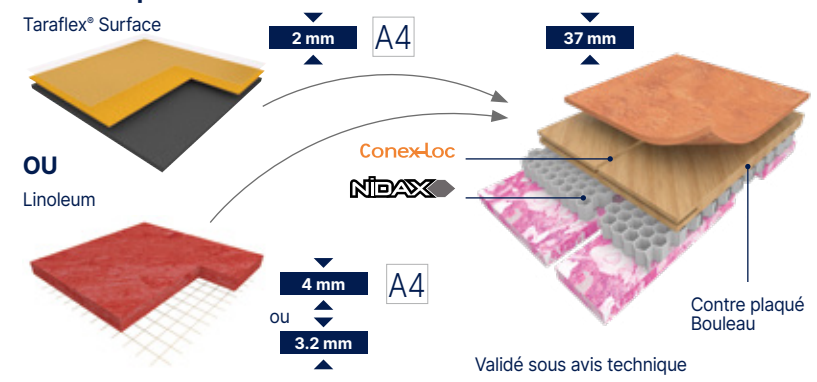 Taraflex® Surface
2 mm
A4
37 mm
OU
Linoleum
Conex-Loc
NIDAX
4 mm
A4
ou
3.2 mm
Contre plaqué
Bouleau
Validé sous avis technique